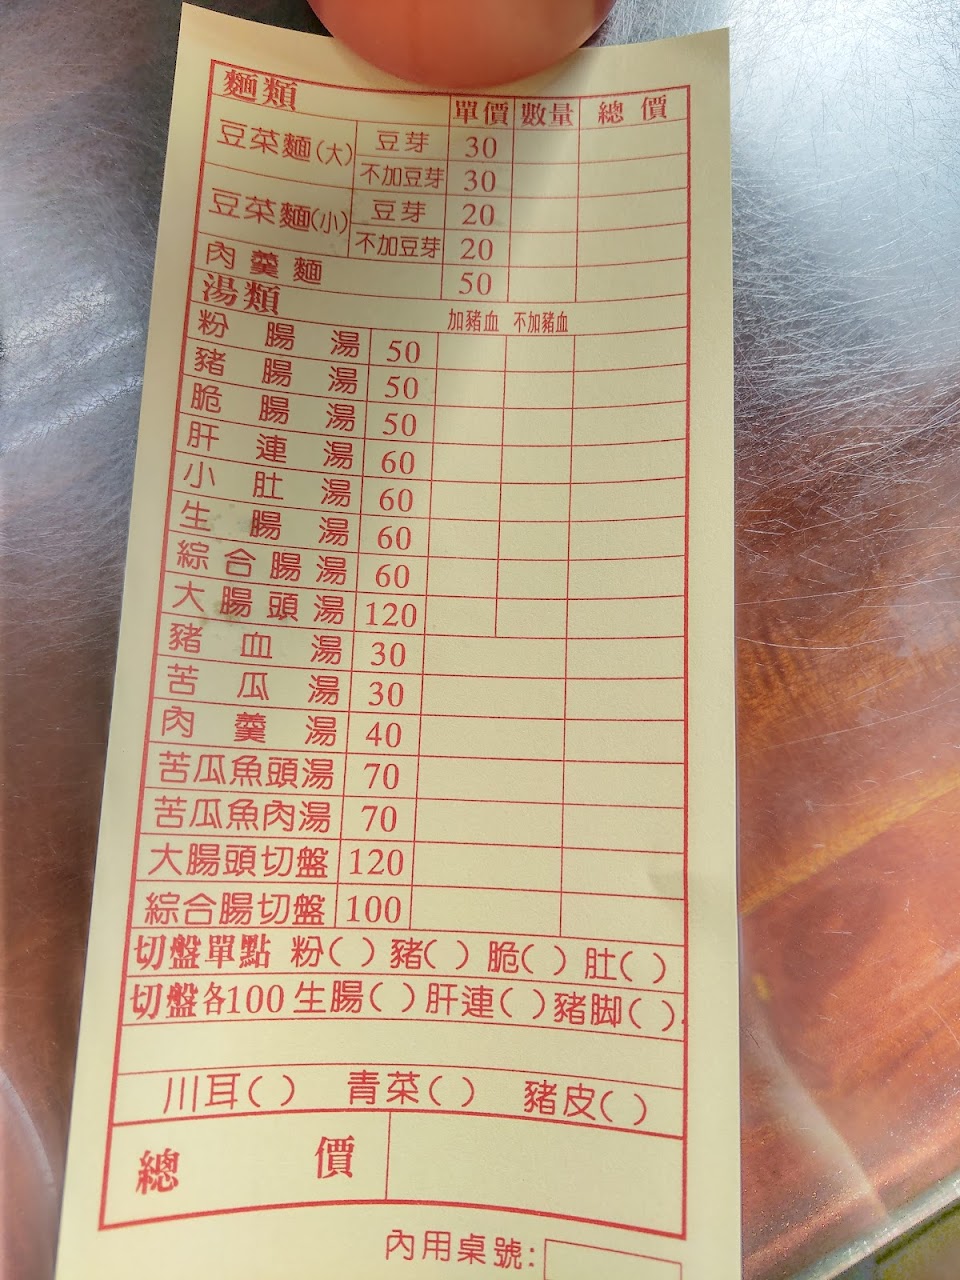 麵類 單價 數量 總價
豆菜麵(大) 豆芽 30
不加豆芽 30
豆菜麵(小) 豆芽 20
不加豆芽 20
肉羹麵 50
湯類 加豬血 不加豬血
粉腸湯 50
豬腸湯 50
脆腸湯 50
肝連湯 60
小肚湯 60
生腸湯 60
綜合腸湯 60
大腸頭湯 120
豬血湯 30
苦瓜湯 30
肉羹湯 40
苦瓜魚頭湯 70
苦瓜魚肉湯 70
大腸頭切盤 120
綜合腸切盤 100
切盤單點 粉( ) 豬( ) 脆( ) 肚( )
切盤各100 生腸( ) 肝連( ) 豬脚( )
川耳( ) 青菜( ) 豬皮( )
總價
內用桌號: